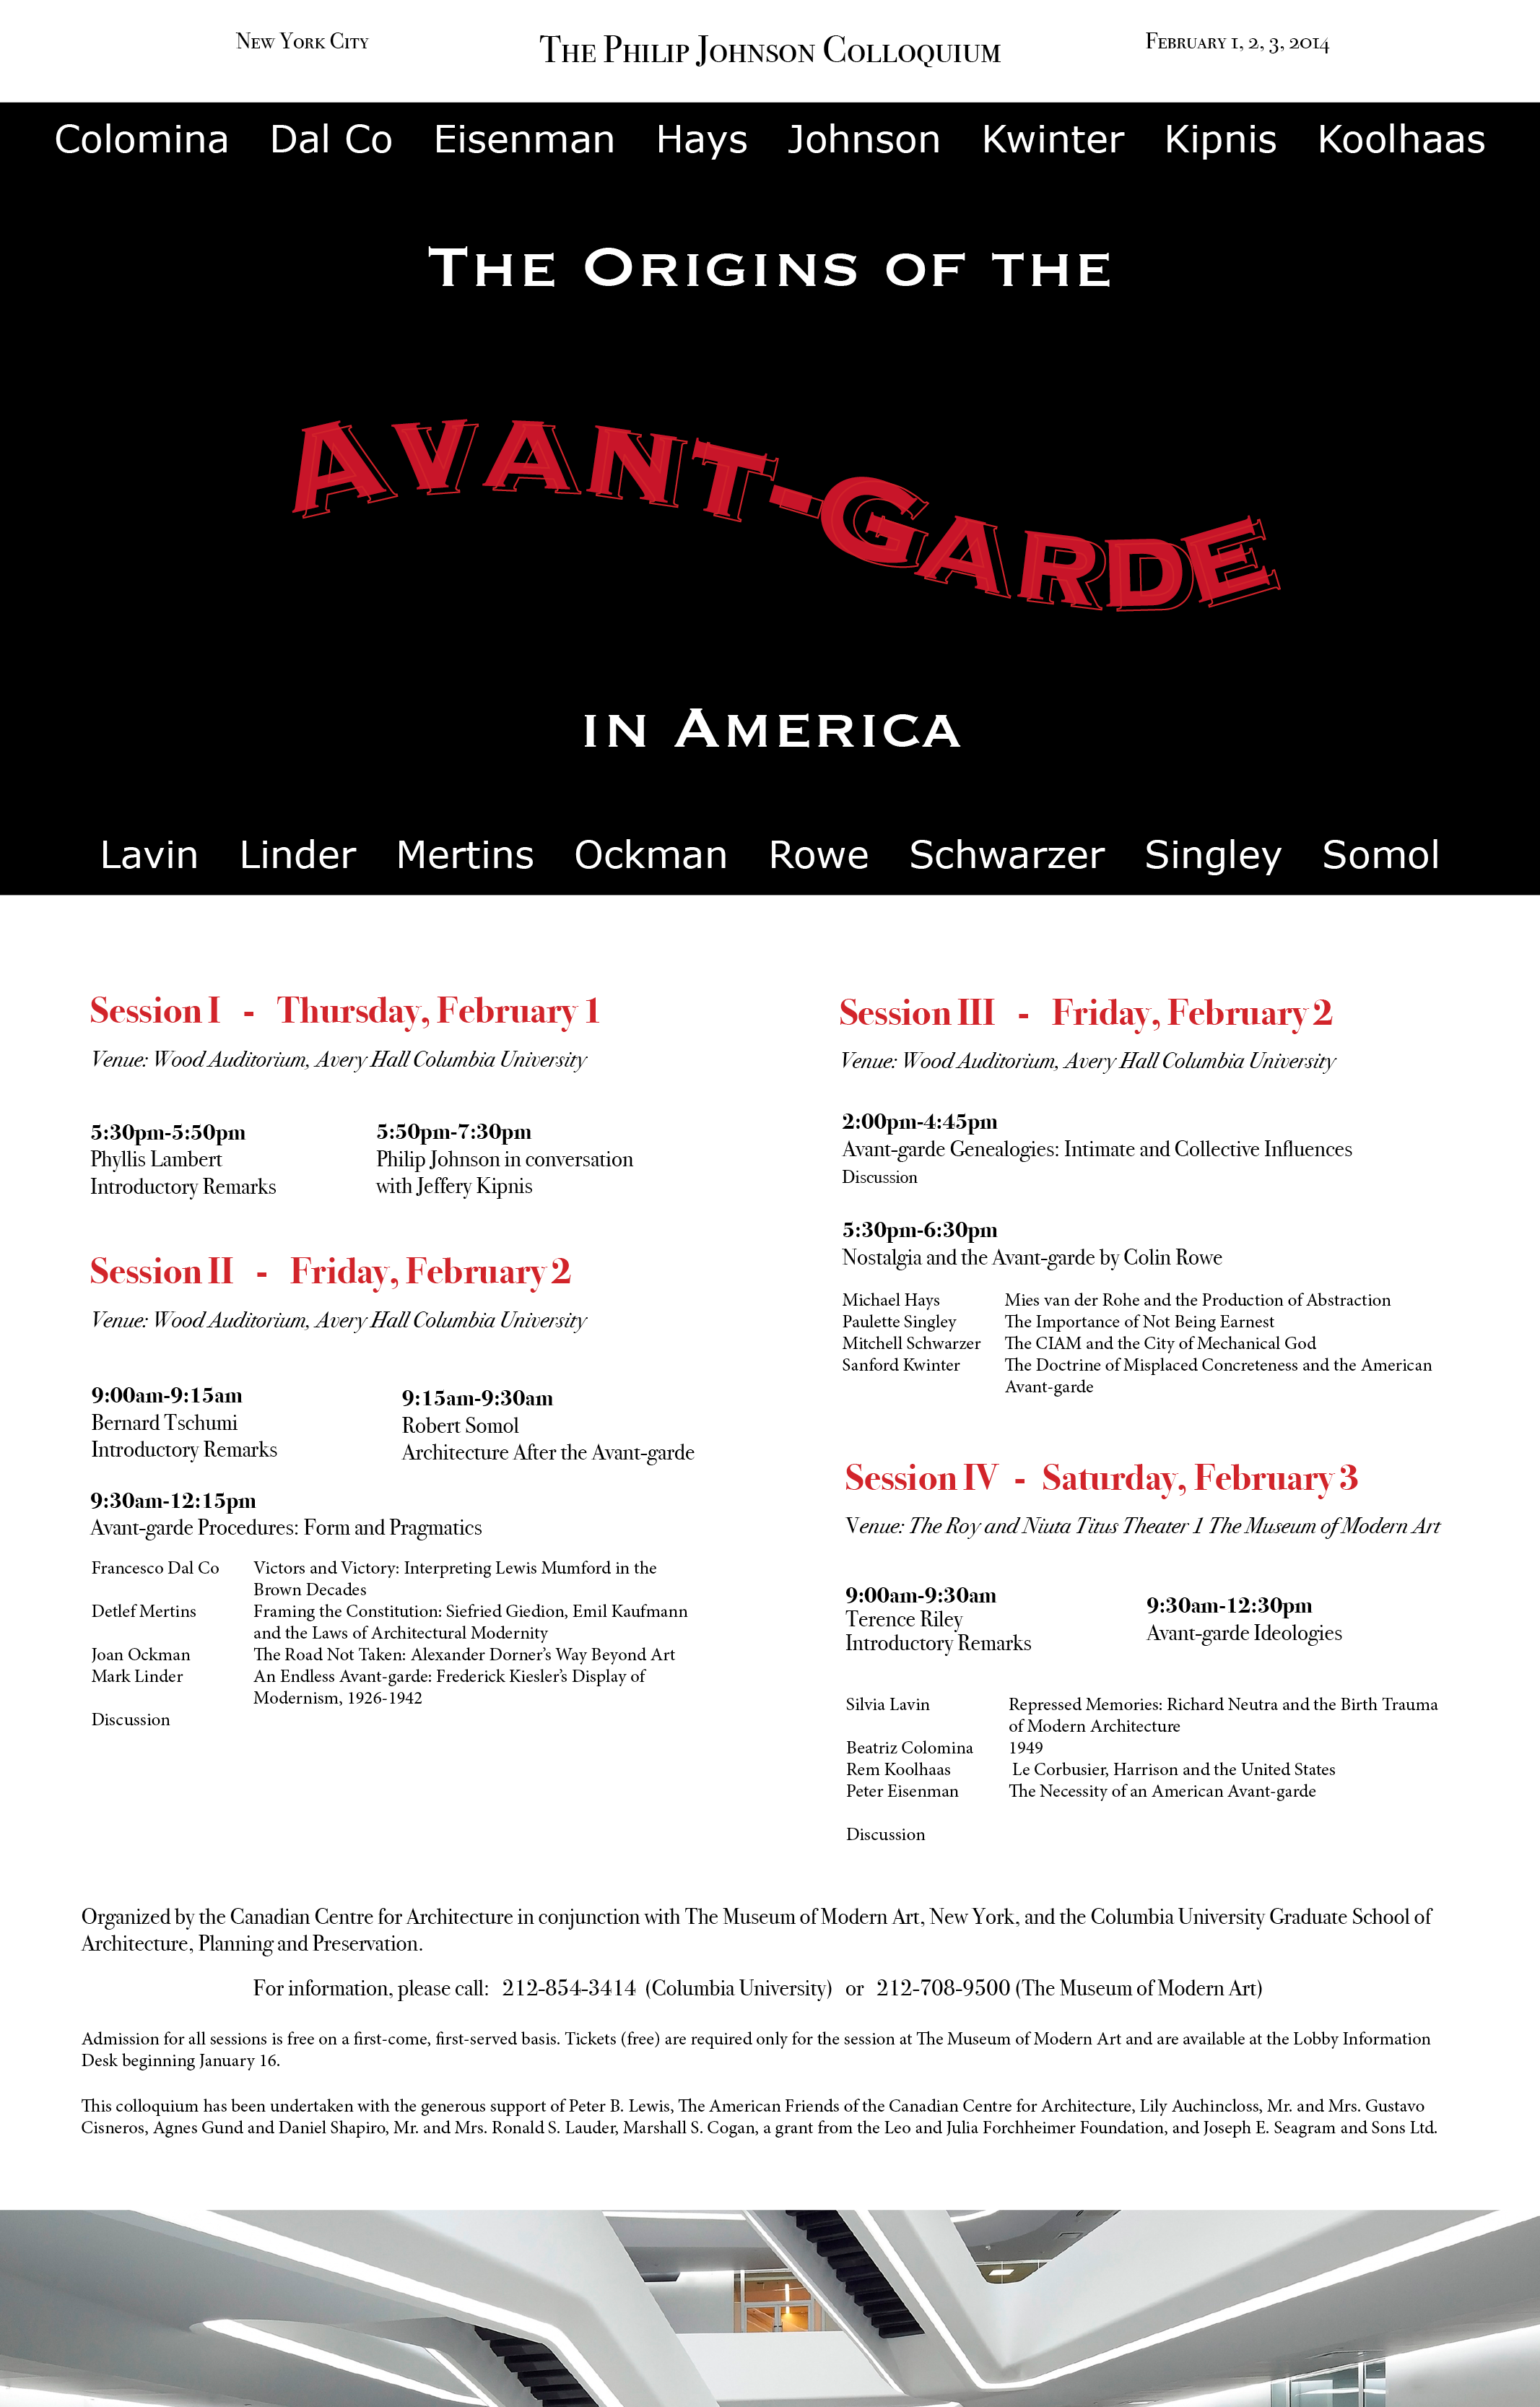 New York City
The Philip Johnson Colloquium
February 1, 2, 3, 2014
Colomina Dal Co Eisenman Hays Johnson Kwinter Kipnis Koolhaas
The Origins of the
Avant-Garde
in America
Lavin Linder Mertins Ockman Rowe Schwarzer Singley Somol
Session I - Thursday, February 1
Venue: Wood Auditorium, Avery Hall Columbia University
5:30pm-5:50pm
Phyllis Lambert
Introductory Remarks
5:50pm-7:30pm
Philip Johnson in conversation
with Jeffery Kipnis
Session II - Friday, February 2
Venue: Wood Auditorium, Avery Hall Columbia University
9:00am-9:15am
Bernard Tschumi
Introductory Remarks
9:15am-9:30am
Robert Somol
Architecture After the Avant-garde
9:30am-12:15pm
Avant-garde Procedures: Form and Pragmatics
Francesco Dal Co Victors and Victory: Interpreting Lewis Mumford in the
Brown Decades
Detlef Mertins Framing the Constitution: Siefried Giedion, Emil Kaufmann
and the Laws of Architectural Modernity
Joan Ockman The Road Not Taken: Alexander Dorner's Way Beyond Art
Mark Linder An Endless Avant-garde: Frederick Kiesler's Display of
Modernism, 1926-1942
Discussion
Session III - Friday, February 2
Venue: Wood Auditorium, Avery Hall Columbia University
2:00pm-4:45pm
Avant-garde Genealogies: Intimate and Collective Influences
Discussion
5:30pm-6:30pm
Nostalgia and the Avant-garde by Colin Rowe
Michael Hays Mies van der Rohe and the Production of Abstraction
Paulette Singley The Importance of Not Being Earnest
Mitchell Schwarzer The CIAM and the City of Mechanical God
Sanford Kwinter The Doctrine of Misplaced Concreteness and the American
Avant-garde
Session IV - Saturday, February 3
Venue: The Roy and Niuta Titus Theater 1 The Museum of Modern Art
9:00am-9:30am
Terence Riley
Introductory Remarks
9:30am-12:30pm
Avant-garde Ideologies
Silvia Lavin Repressed Memories: Richard Neutra and the Birth Trauma
of Modern Architecture
Beatriz Colomina 1949
Rem Koolhaas Le Corbusier, Harrison and the United States
Peter Eisenman The Necessity of an American Avant-garde
Discussion
Organized by the Canadian Centre for Architecture in conjunction with The Museum of Modern Art, New York, and the Columbia University Graduate School of
Architecture, Planning and Preservation.
For information, please call: 212-854-3414 (Columbia University) or 212-708-9500 (The Museum of Modern Art)
Admission for all sessions is free on a first-come, first-served basis. Tickets (free) are required only for the session at The Museum of Modern Art and are available at the Lobby Information
Desk beginning January 16.
This colloquium has been undertaken with the generous support of Peter B. Lewis, The American Friends of the Canadian Centre for Architecture, Lily Auchincloss, Mr. and Mrs. Gustavo
Cisneros, Agnes Gund and Daniel Shapiro, Mr. and Mrs. Ronald S. Lauder, Marshall S. Cogan, a grant from the Leo and Julia Forchheimer Foundation, and Joseph E. Seagram and Sons Ltd.